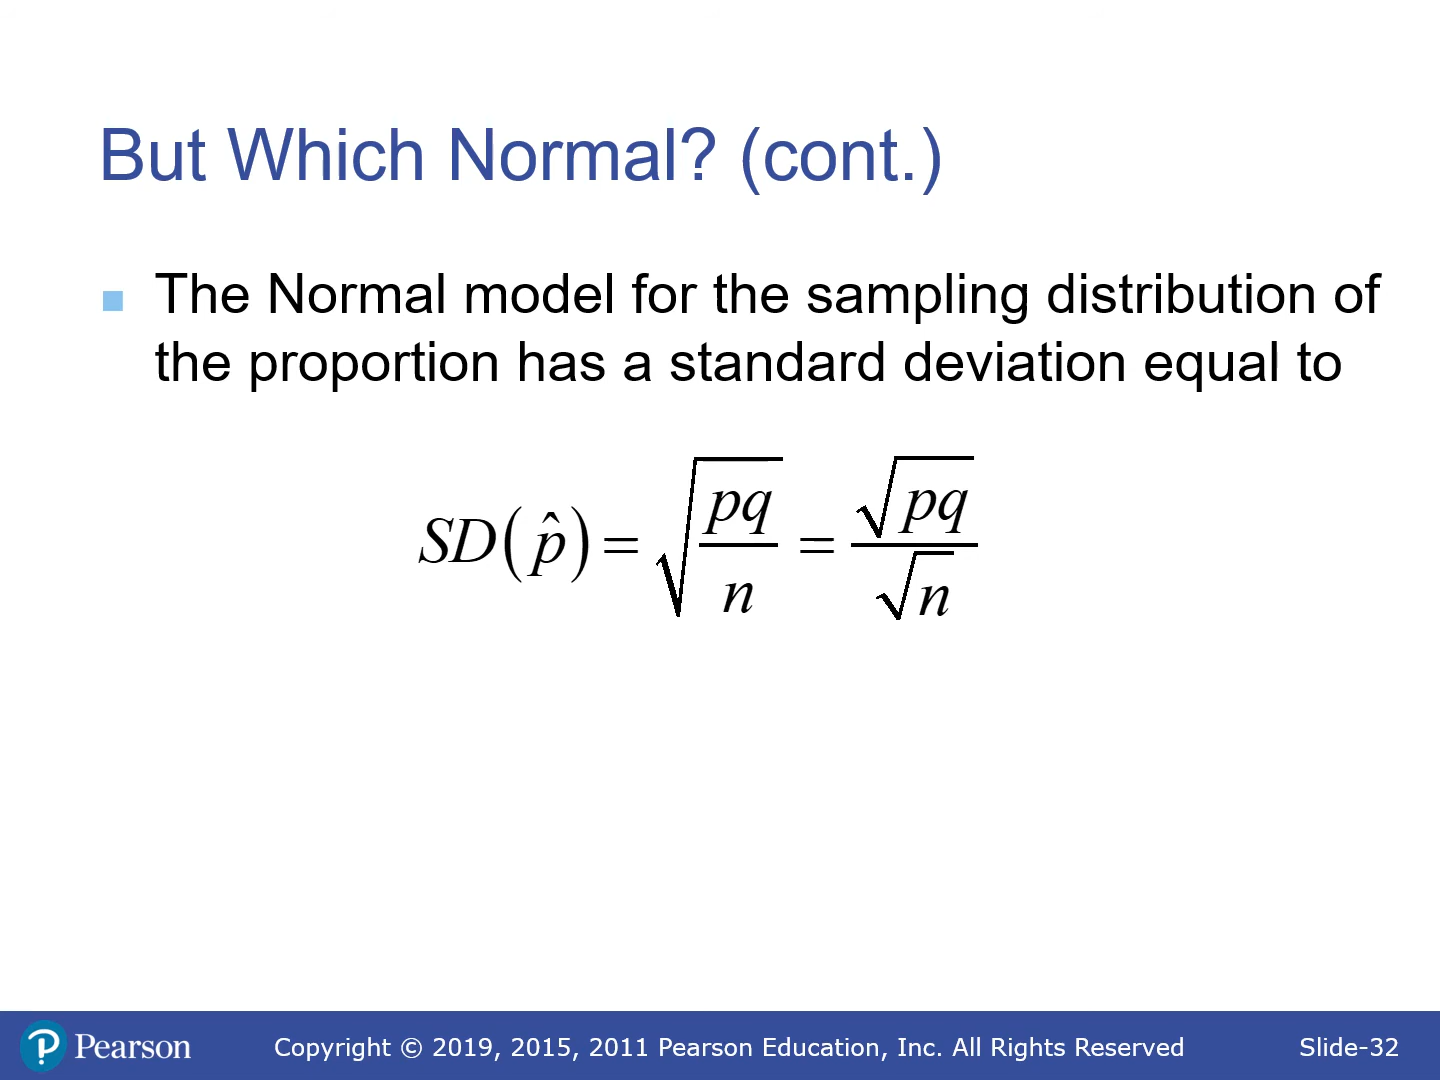 But Which Normal? (cont.)
The Normal model for the sampling distribution of
the proportion has a standard deviation equal to
SD(p̂) = √(pq/n) = √pq/√n
Pearson Copyright © 2019, 2015, 2011 Pearson Education, Inc. All Rights Reserved Slide-32